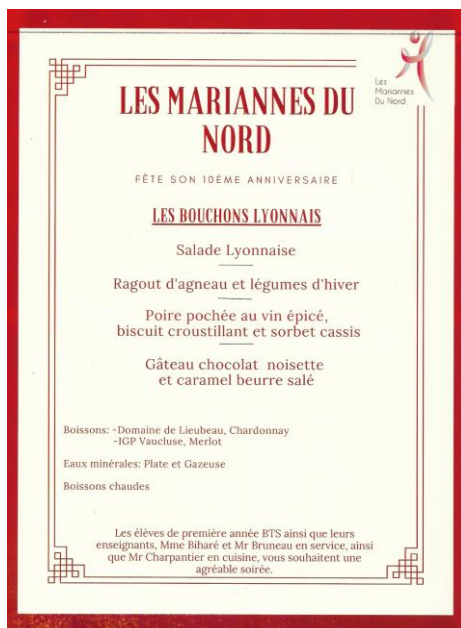 Les
Mariannes
Du Nord
LES MARIANNES DU
NORD
FÊTE SON 10ÈME ANNIVERSAIRE
LES BOUCHONS LYONNAIS
Salade Lyonnaise
Ragout d'agneau et légumes d'hiver
Poire pochée au vin épicé,
biscuit croustillant et sorbet cassis
Gâteau chocolat noisette
et caramel beurre salé
Boissons: -Domaine de Lieubeau, Chardonnay
-IGP Vaucluse, Merlot
Eaux minérales: Plate et Gazeuse
Boissons chaudes
Les élèves de première année BTS ainsi que leurs
enseignants, Mme Biharé et Mr Bruneau en service, ainsi
que Mr Charpantier en cuisine, vous souhaitent une
agréable soirée.